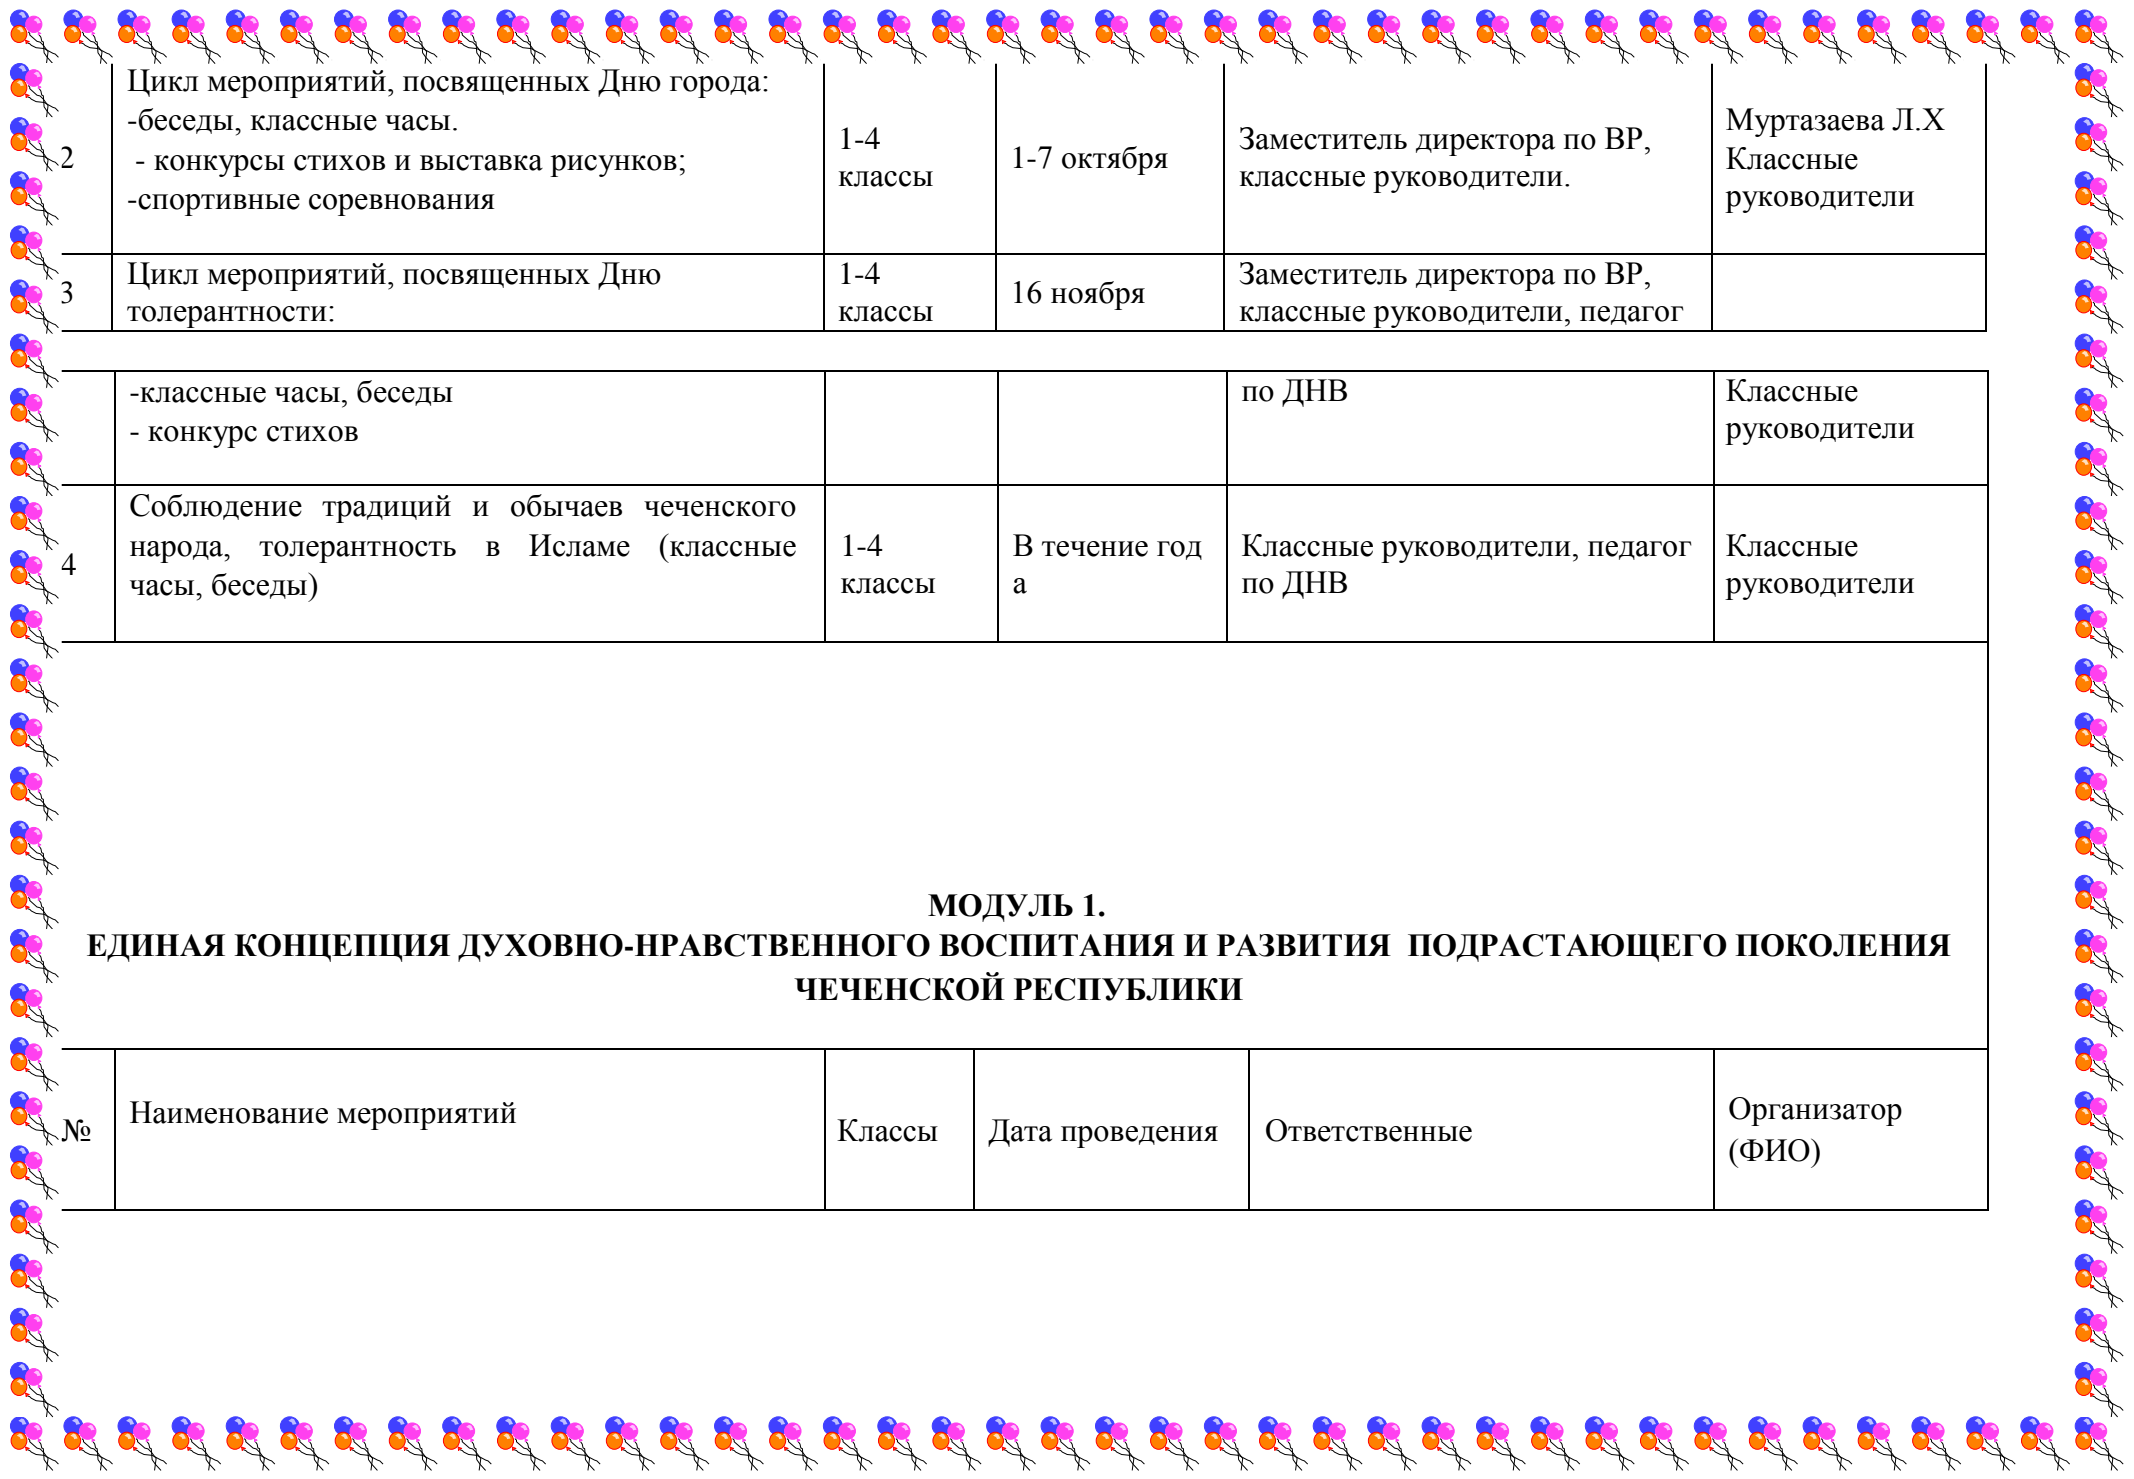 Цикл мероприятий, посвященных Дню города:
-беседы, классные часы.
- конкурсы стихов и выставка рисунков;
-спортивные соревнования
2
1-4
классы
1-7 октября
Заместитель директора по ВР,
классные руководители.
Муртазаева Л.Х
Классные
руководители
3
Цикл мероприятий, посвященных Дню
толерантности:
1-4
классы
16 ноября
Заместитель директора по ВР,
классные руководители, педагог
-классные часы, беседы
- конкурс стихов
по ДНВ
Классные
руководители
4
Соблюдение традиций и обычаев чеченского
народа, толерантность в Исламе (классные
часы, беседы)
1-4
классы
В течение год
а
Классные руководители, педагог
по ДНВ
Классные
руководители
МОДУЛЬ 1.
ЕДИНАЯ КОНЦЕПЦИЯ ДУХОВНО-НРАВСТВЕННОГО ВОСПИТАНИЯ И РАЗВИТИЯ ПОДРАСТАЮЩЕГО ПОКОЛЕНИЯ
ЧЕЧЕНСКОЙ РЕСПУБЛИКИ
№
Наименование мероприятий
Классы
Дата проведения
Ответственные
Организатор
(ФИО)